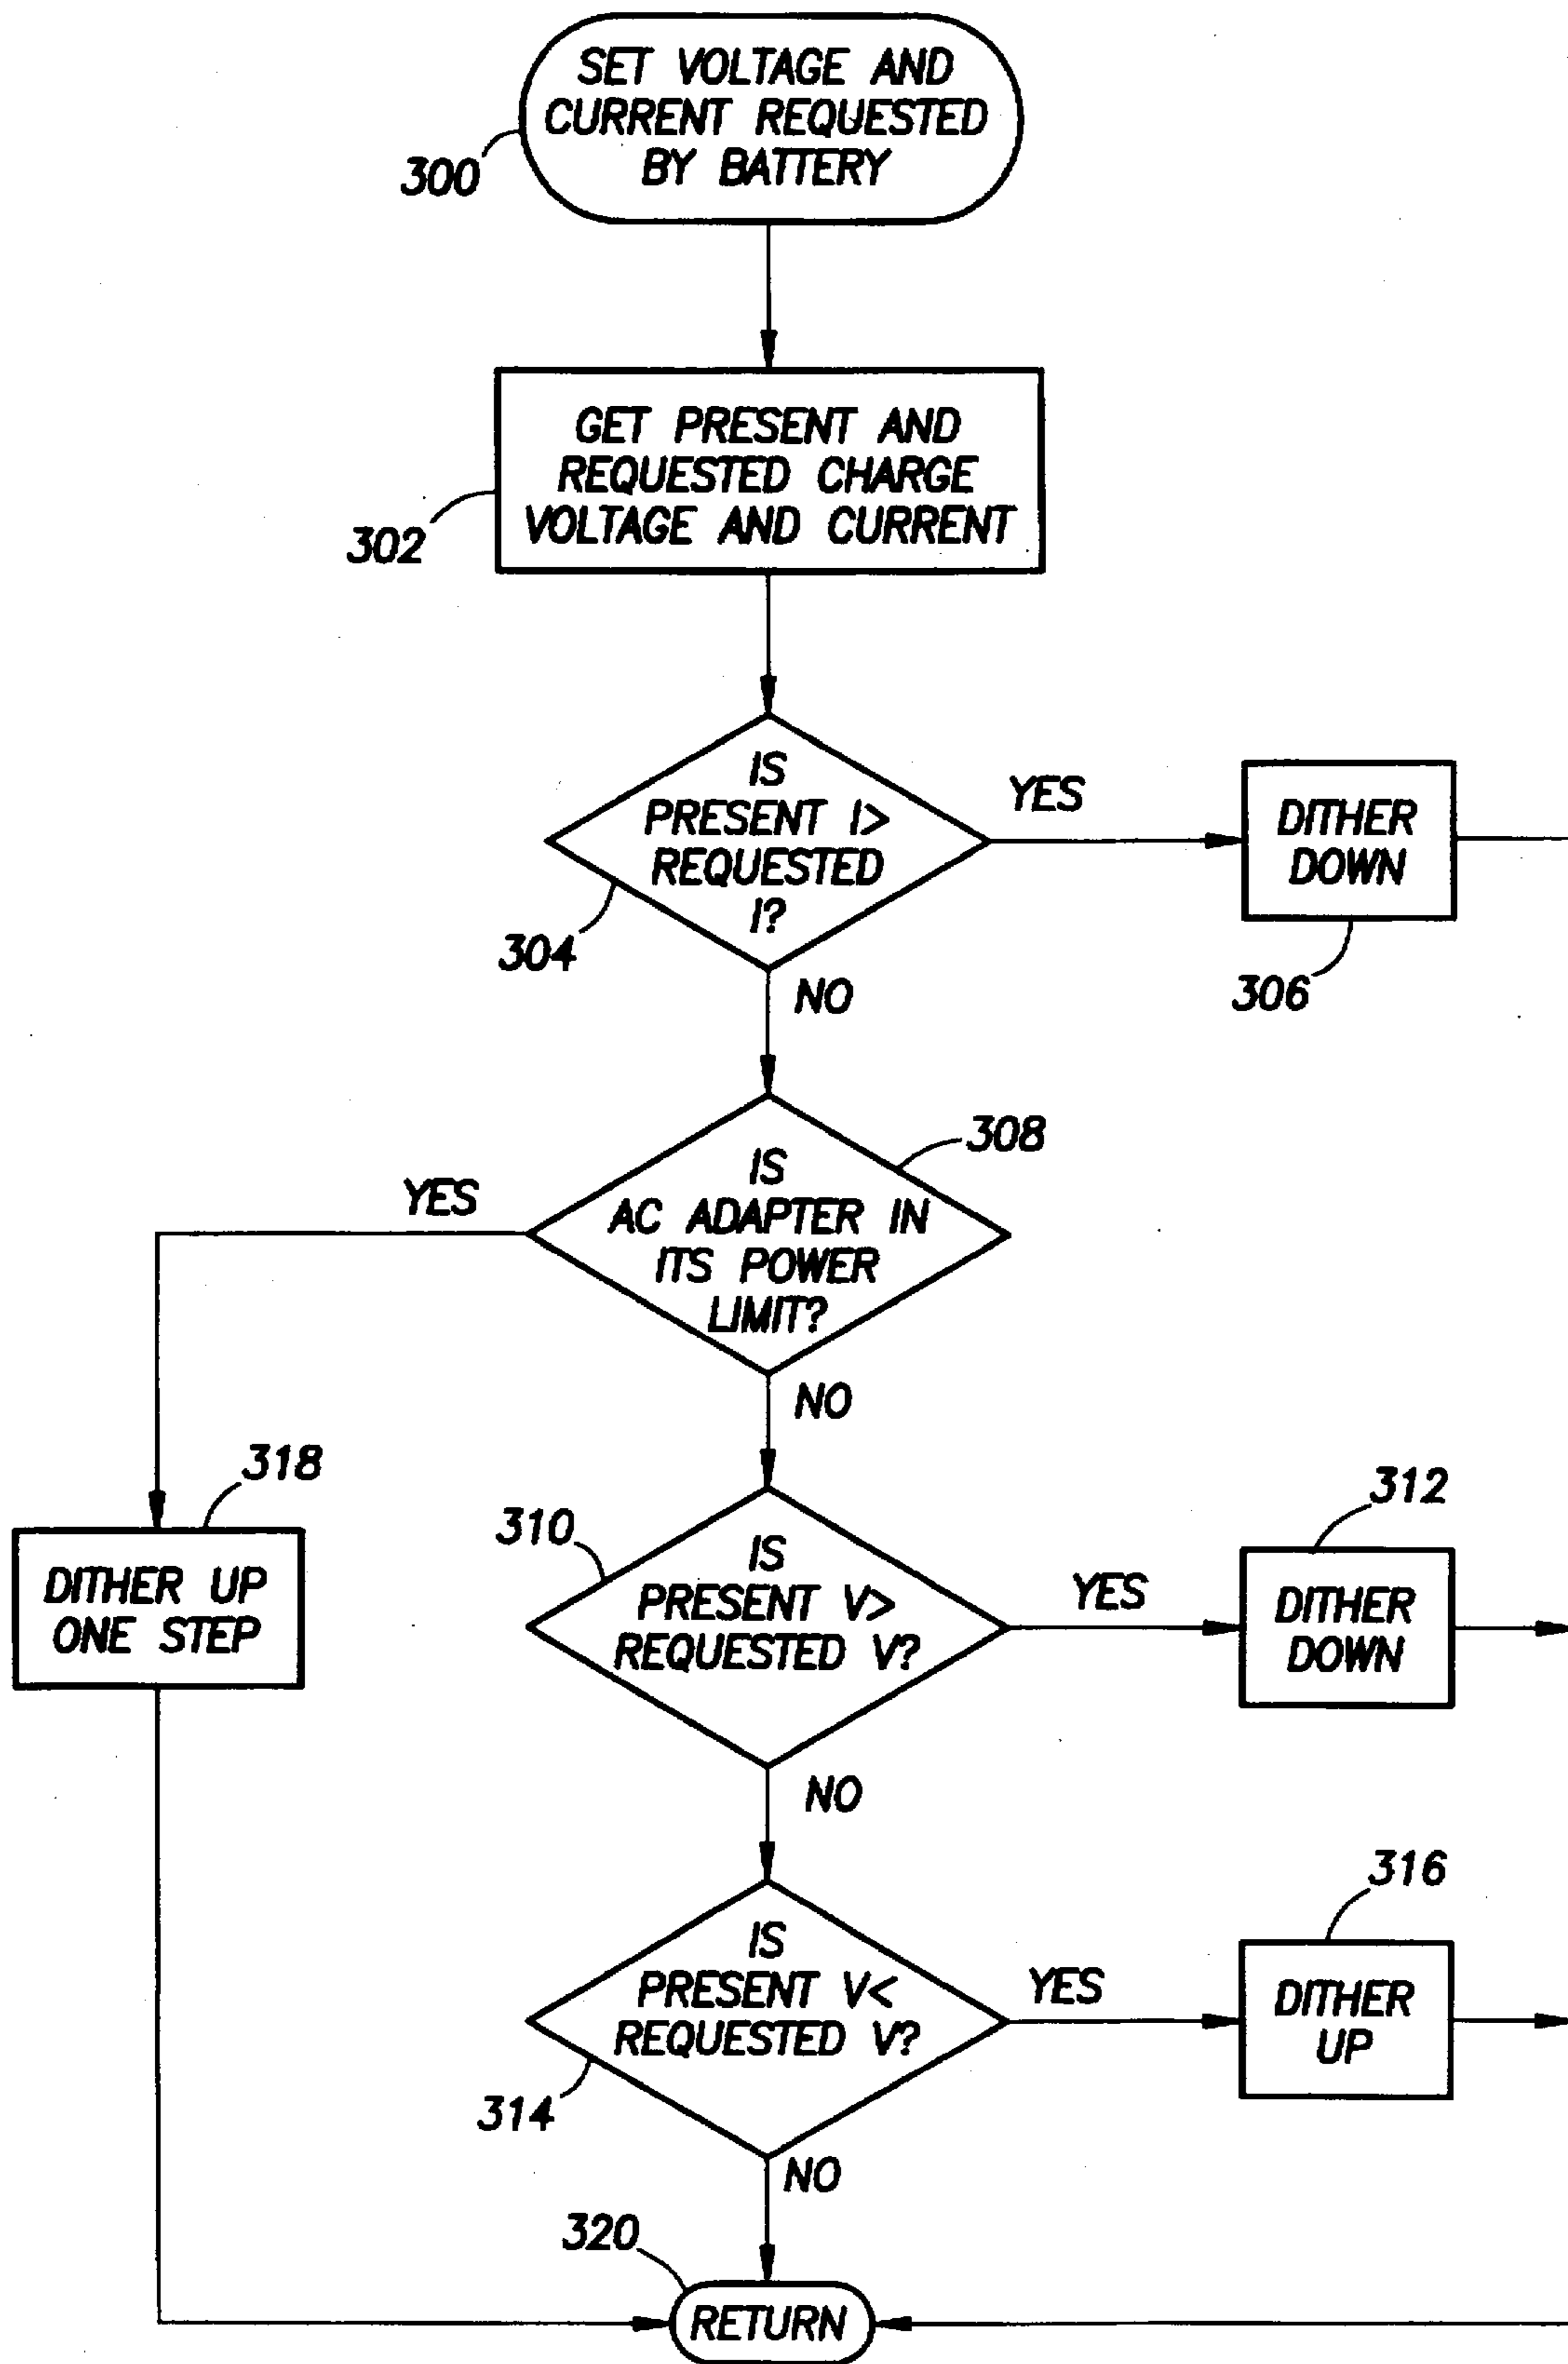 SET VOLTAGE AND
CURRENT REQUESTED
BY BATTERY
300
GET PRESENT AND
REQUESTED CHARGE
VOLTAGE AND CURRENT
302
IS
PRESENT I>
REQUESTED
I?
304
YES
DITHER
DOWN
306
NO
308
IS
AC ADAPTER IN
ITS POWER
LIMIT?
YES
NO
318
DITHER UP
ONE STEP
310
IS
PRESENT V>
REQUESTED V?
YES
312
DITHER
DOWN
NO
IS
PRESENT V<
REQUESTED V?
314
YES
316
DITHER
UP
NO
320
RETURN